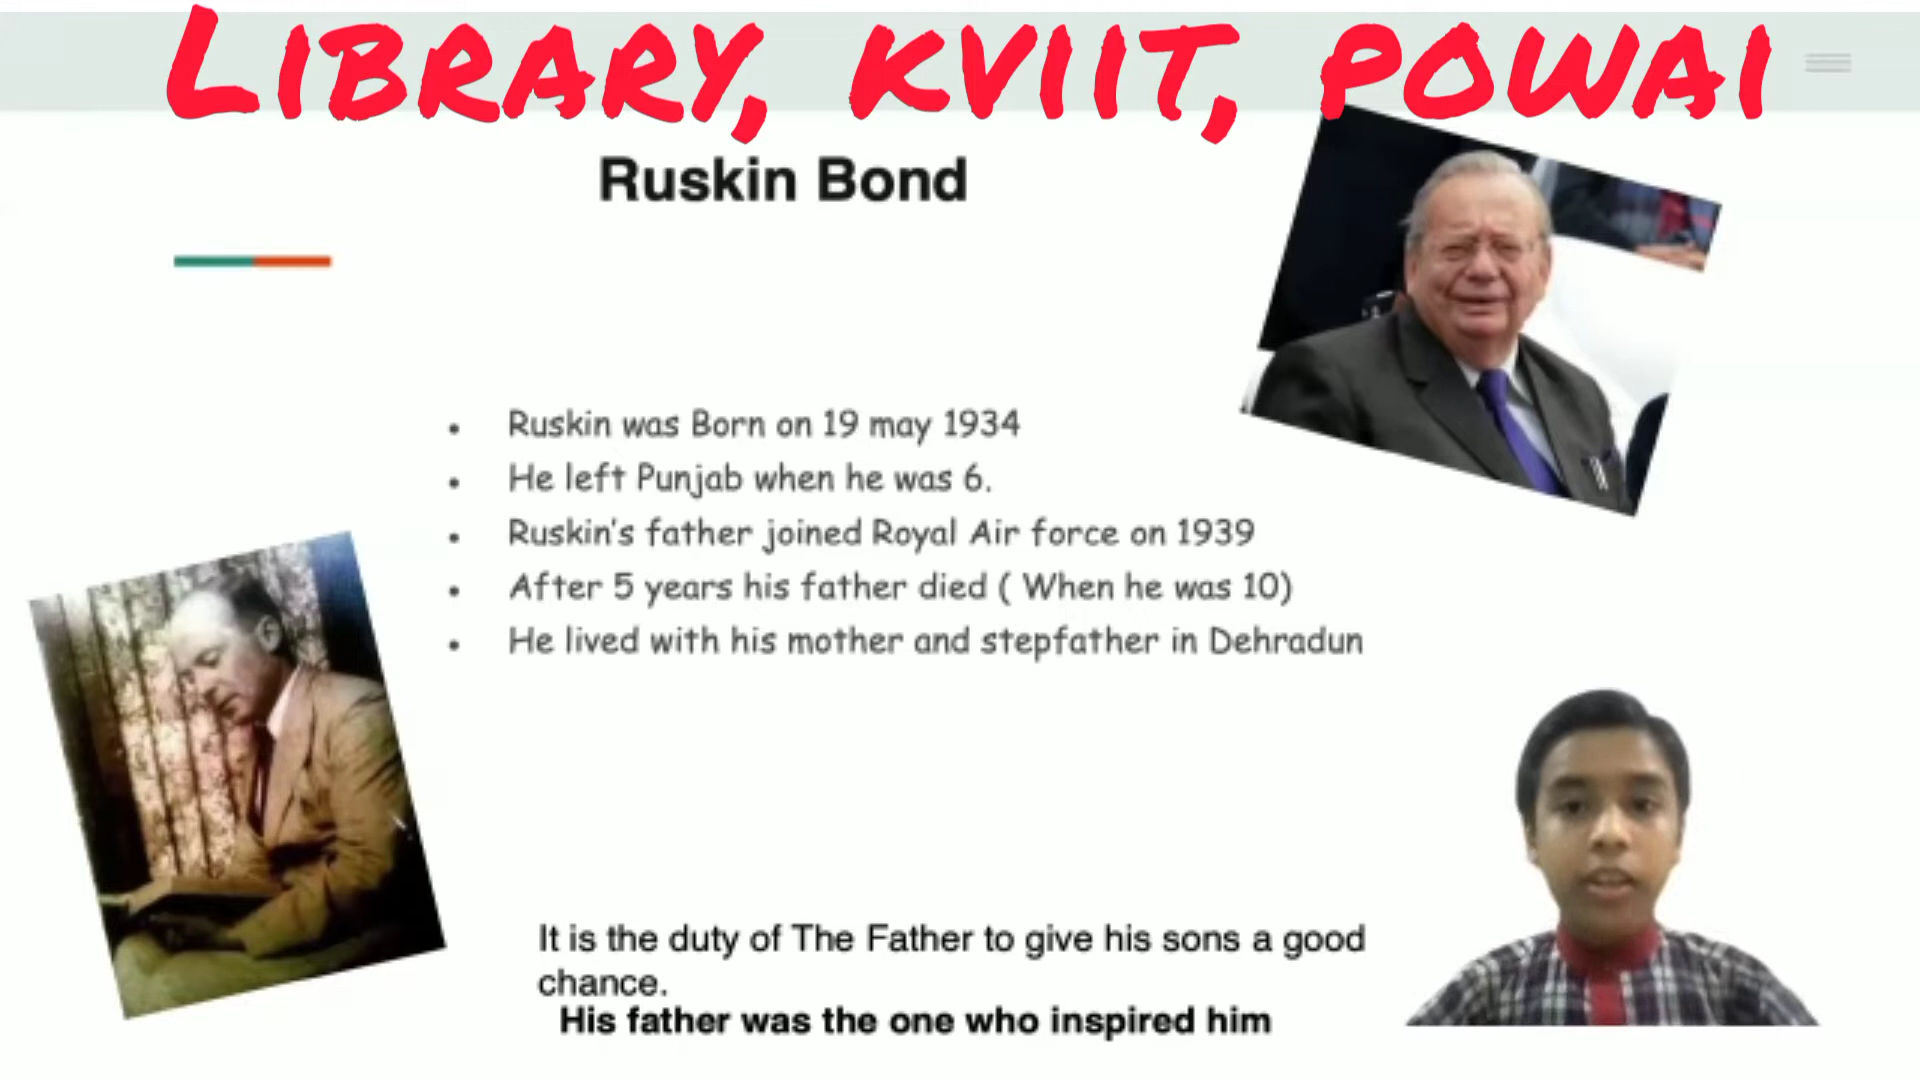 LIBRARY, KVIIT, POWAI
Ruskin Bond
• Ruskin was Born on 19 may 1934
• He left Punjab when he was 6.
• Ruskin's father joined Royal Air force on 1939
• After 5 years his father died ( When he was 10)
• He lived with his mother and stepfather in Dehradun
It is the duty of The Father to give his sons a good
chance.
His father was the one who inspired him